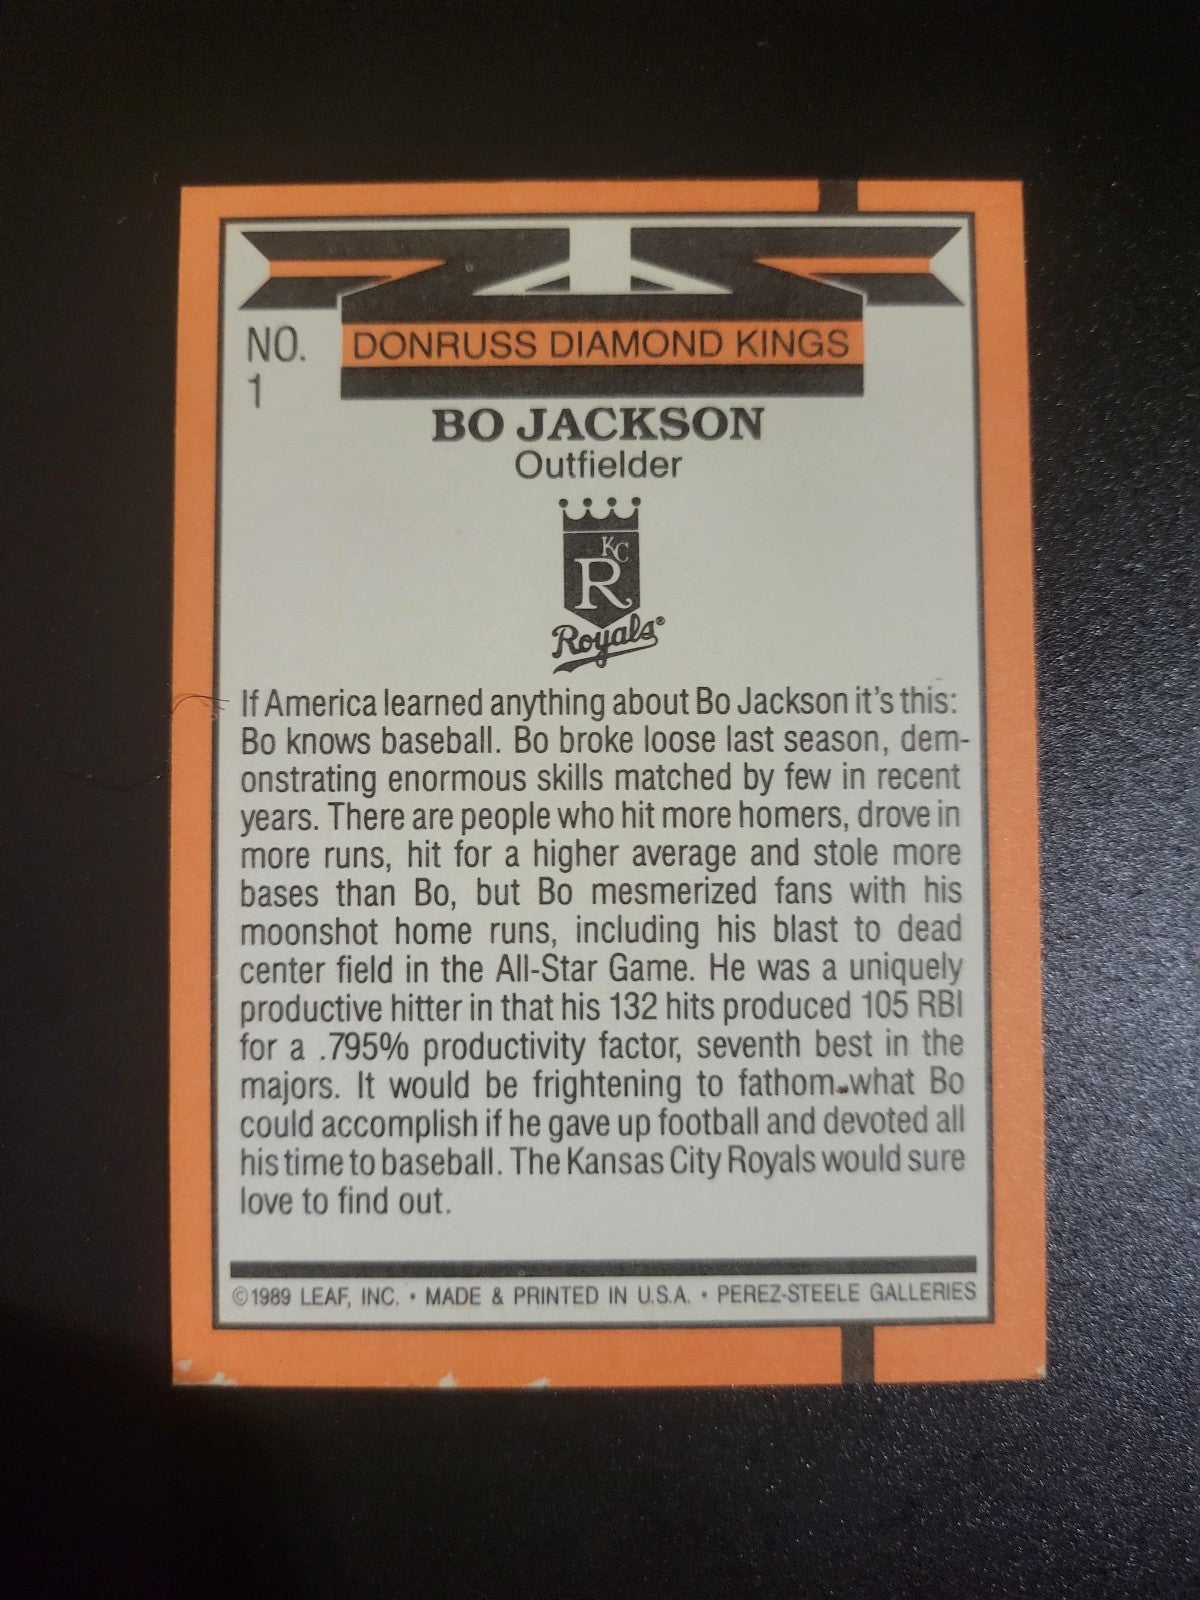 NO.
1
DONRUSS DIAMOND KINGS
BO JACKSON
Outfielder
KC
R
Royals®
If America learned anything about Bo Jackson it's this:
Bo knows baseball. Bo broke loose last season, dem-
onstrating enormous skills matched by few in recent
years. There are people who hit more homers, drove in
more runs, hit for a higher average and stole more
bases than Bo, but Bo mesmerized fans with his
moonshot home runs, including his blast to dead
center field in the All-Star Game. He was a uniquely
productive hitter in that his 132 hits produced 105 RBI
for a .795% productivity factor, seventh best in the
majors. It would be frightening to fathom what Bo
could accomplish if he gave up football and devoted all
his time to baseball. The Kansas City Royals would sure
love to find out.
©1989 LEAF, INC. • MADE & PRINTED IN U.S.A. • PEREZ-STEELE GALLERIES